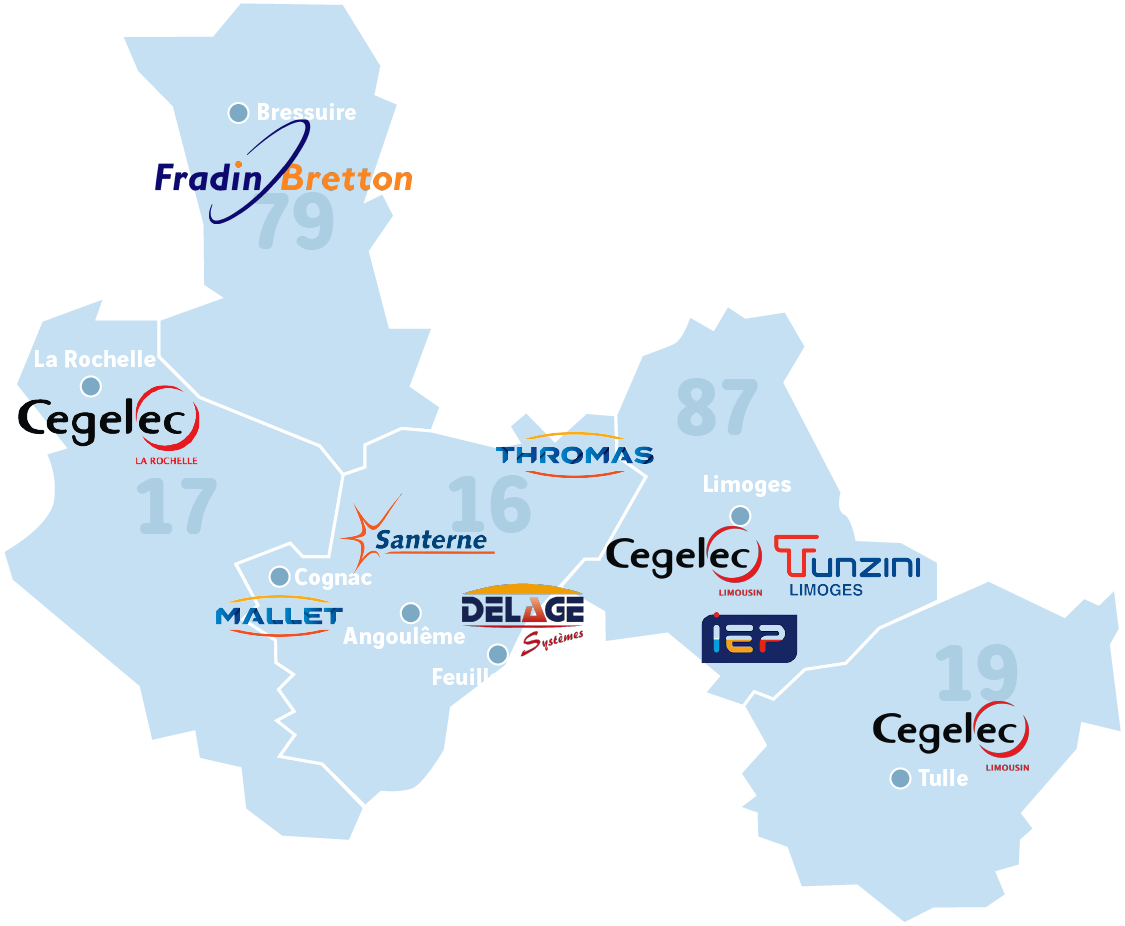 Bressuire
Fradin Bretton
79
La Rochelle
Cegelec
LA ROCHELLE
17
87
THROMAS
16
Santerne
Limoges
Cegelec
LIMOUSIN
TUNZINI
LIMOGES
Cognac
MALLET
Angoulême
DELAGE
Systèmes
iEP
Feuill
19
Cegelec
LIMOUSIN
Tulle